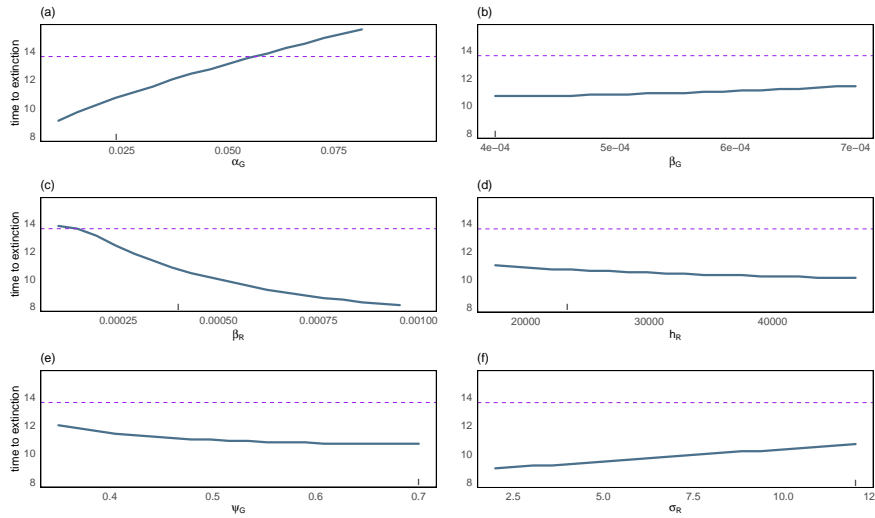 (a)
(b)
time to extinction
14
12
10
8
0.025 0.050 0.075
αG
14
12
10
8
4e−04 5e−04 6e−04 7e−04
βG
(c)
(d)
time to extinction
14
12
10
8
0.00025 0.00050 0.00075 0.00100
βR
14
12
10
8
20000 30000 40000
hR
(e)
(f)
time to extinction
14
12
10
8
0.4 0.5 0.6 0.7
ψG
14
12
10
8
2.5 5.0 7.5 10.0 12
σR